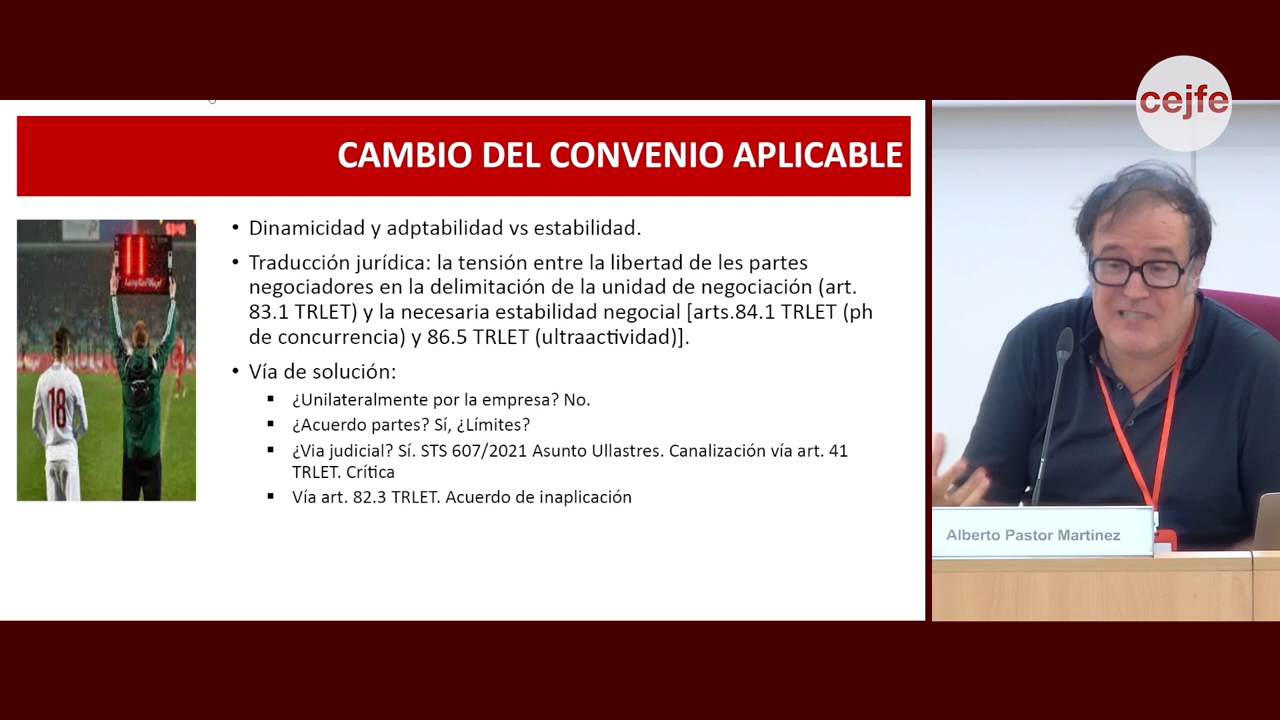 cejfe
CAMBIO DEL CONVENIO APLICABLE
• Dinamicidad y adptabilidad vs estabilidad.
• Traducción jurídica: la tensión entre la libertad de les partes
negociadores en la delimitación de la unidad de negociación (art.
83.1 TRLET) y la necesaria estabilidad negocial [arts.84.1 TRLET (ph
de concurrencia) y 86.5 TRLET (ultraactividad)].
• Vía de solución:
▪ ¿Unilateralmente por la empresa? No.
▪ ¿Acuerdo partes? Sí, ¿Límites?
▪ ¿Via judicial? Sí. STS 607/2021 Asunto Ullastres. Canalización vía art. 41
TRLET. Crítica
▪ Vía art. 82.3 TRLET. Acuerdo de inaplicación
18
Alberto Pastor Martinez